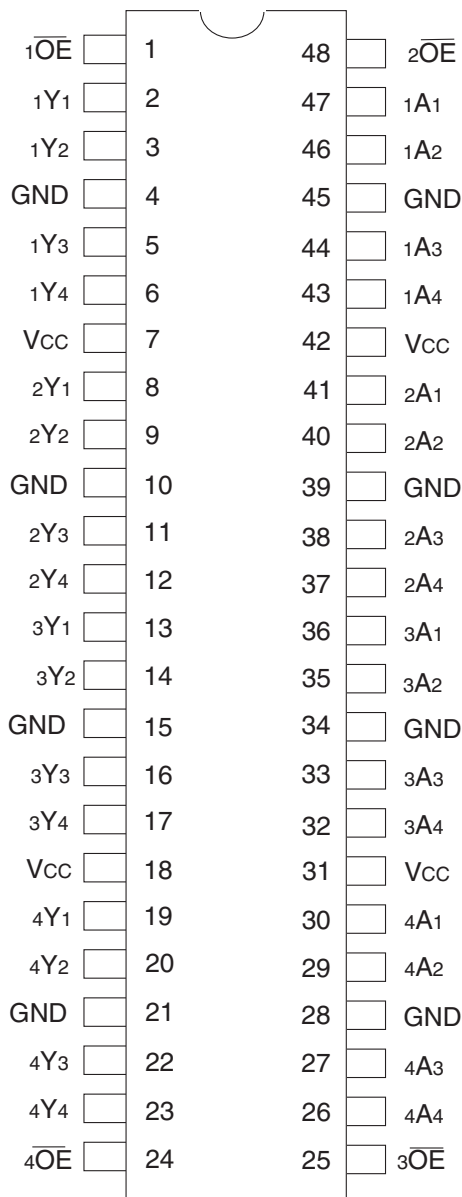 1OE 1 48 2OE
1Y1 2 47 1A1
1Y2 3 46 1A2
GND 4 45 GND
1Y3 5 44 1A3
1Y4 6 43 1A4
VCC 7 42 VCC
2Y1 8 41 2A1
2Y2 9 40 2A2
GND 10 39 GND
2Y3 11 38 2A3
2Y4 12 37 2A4
3Y1 13 36 3A1
3Y2 14 35 3A2
GND 15 34 GND
3Y3 16 33 3A3
3Y4 17 32 3A4
VCC 18 31 VCC
4Y1 19 30 4A1
4Y2 20 29 4A2
GND 21 28 GND
4Y3 22 27 4A3
4Y4 23 26 4A4
4OE 24 25 3OE